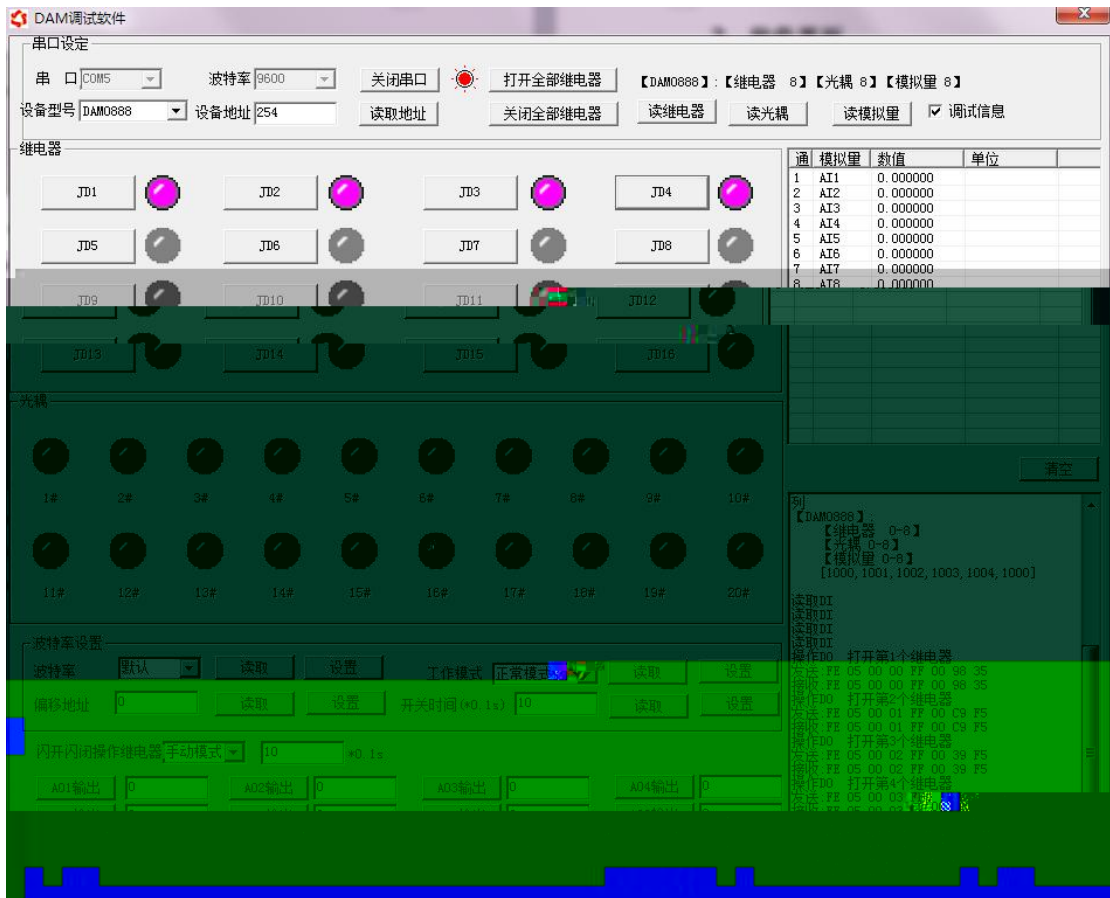 DAM调试软件
串口设定
串 口 COM5 波特率 9600 关闭串口 打开全部继电器 【DAM0888】:【继电器 8】【光耦 8】【模拟量 8】
设备型号 DAM0888 设备地址 254 读取地址 关闭全部继电器 读继电器 读光耦 读模拟量 调试信息
继电器
通 模拟量 数值 单位
JD1 JD2 JD3 JD4
JD5 JD6 JD7 JD8
JD9 JD10 JD11 JD12
JD13 JD14 JD15 JD16
1 AI1 0.000000
2 AI2 0.000000
3 AI3 0.000000
4 AI4 0.000000
5 AI5 0.000000
6 AI6 0.000000
7 AI7 0.000000
8 AI8 0.000000
光耦
1# 2# 3# 4# 5# 6# 7# 8# 9# 10#
11# 12# 13# 14# 15# 16# 17# 18# 19# 20#
清空
列
【DAM0888】:
【继电器 0-8】
【光耦 0-8】
【模拟量 0-8】
[1000,1001,1002,1003,1004,1000]
读取DI
读取DI
读取DI
读取DI
操作DO 打开第1个继电器
发送:FE 05 00 00 FF 00 98 35
接收:FE 05 00 00 FF 00 98 35
操作DO 打开第2个继电器
发送:FE 05 00 01 FF 00 C9 F5
接收:FE 05 00 01 FF 00 C9 F5
操作DO 打开第3个继电器
发送:FE 05 00 02 FF 00 39 F5
接收:FE 05 00 02 FF 00 39 F5
操作DO 打开第4个继电器
发送:FE 05 00 03
波特率设置
波特率 默认 读取 设置 工作模式 正常模式 读取 设置
偏移地址 0 读取 设置 开关时间(*0.1s) 10 读取 设置
闪开闪闭操作继电器 手动模式 10 *0.1s
AO1输出 0 AO2输出 0 AO3输出 0 AO4输出 0